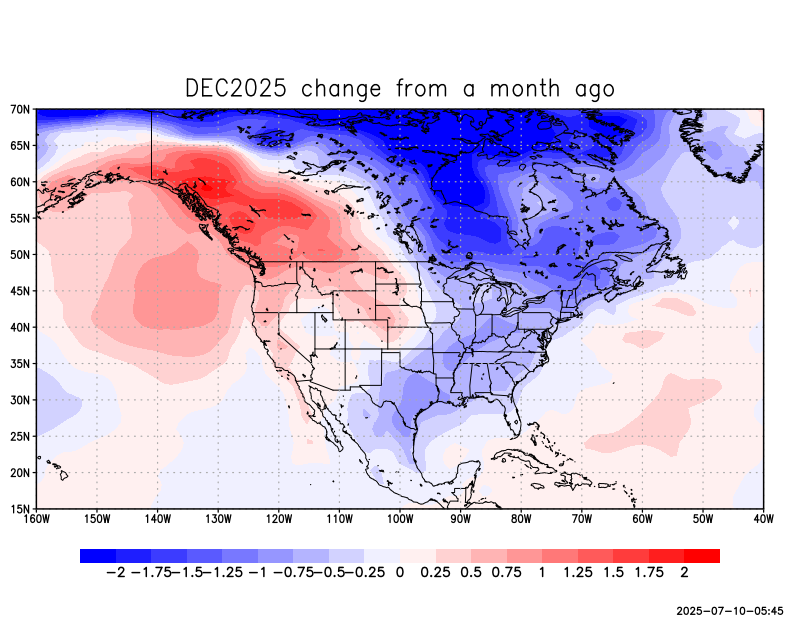 DEC2025 change from a month ago
70N
65N
60N
55N
50N
45N
40N
35N
30N
25N
20N
15N
160W 150W 140W 130W 120W 110W 100W 90W 80W 70W 60W 50W 40W
−2 −1.75 −1.5 −1.25 −1 −0.75 −0.5 −0.25 0 0.25 0.5 0.75 1 1.25 1.5 1.75 2
2025-07-10-05:45